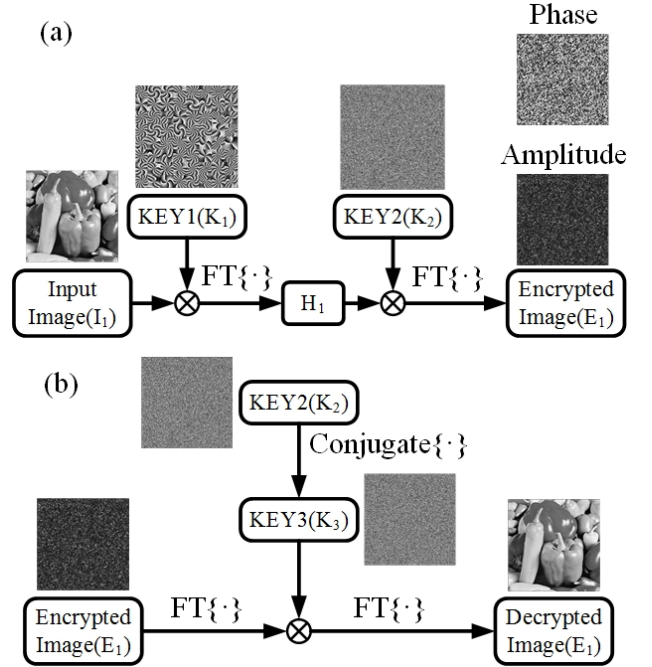 (a)
Phase
Amplitude
KEY1(K₁)
KEY2(K₂)
FT{·}
FT{·}
Input
Image(I₁)
H₁
Encrypted
Image(E₁)
(b)
KEY2(K₂)
Conjugate{·}
KEY3(K₃)
FT{·}
FT{·}
Encrypted
Image(E₁)
Decrypted
Image(E₁)